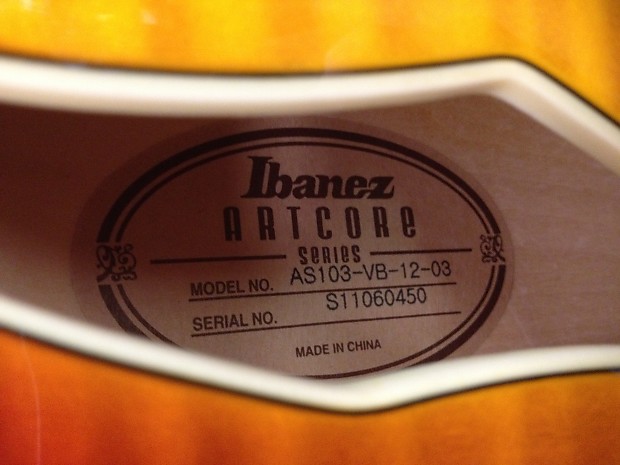 Ibanez
ARTCORE
SERIES
MODEL NO. AS103-VB-12-03
SERIAL NO. S11060450
MADE IN CHINA